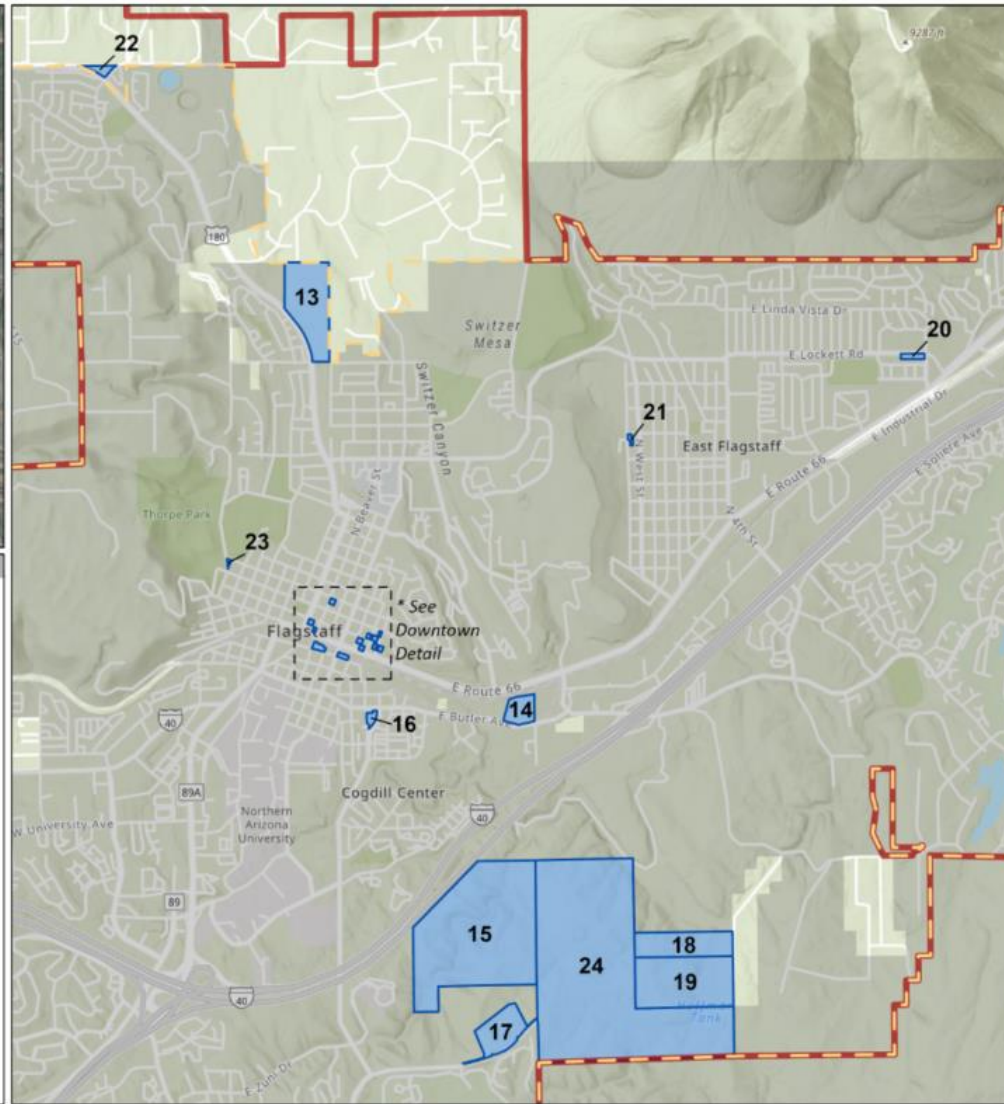 22
9287 ft
180
13
E Linda Vista Dr
Switzer
Mesa
20
E Lockett Rd
Switzer Canyon
21
N West St
East Flagstaff
E Industrial Dr
E Route 66
E Soliere Ave
N Beaver St
Thorpe Park
N 4th St
23
* See
Downtown
Detail
Flagstaff
E Route 66
14
E Butler Ave
16
40
89A
Cogdill Center
40
Northern
Arizona
University
W University Ave
89
15
18
24
19
40
Tank
17
E Zuni Dr